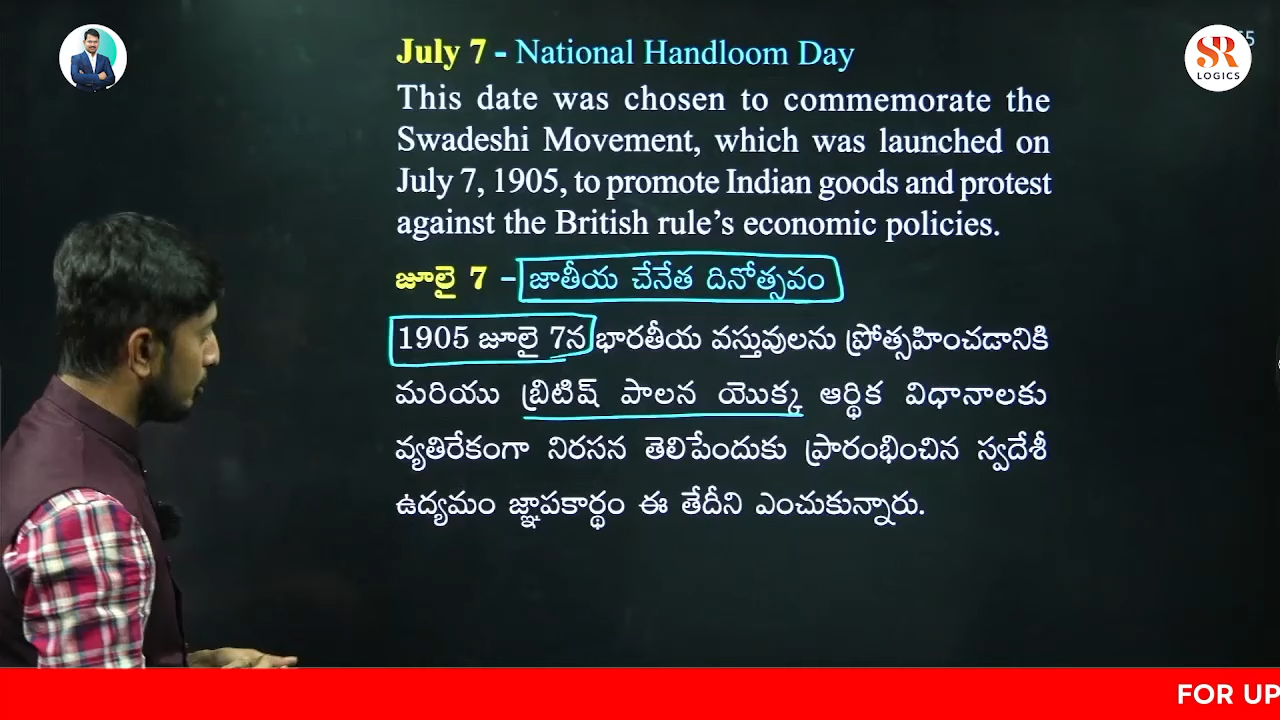 July 7 - National Handloom Day
This date was chosen to commemorate the
Swadeshi Movement, which was launched on
July 7, 1905, to promote Indian goods and protest
against the British rule's economic policies.
జూలై 7 – జాతీయ చేనేత దినోత్సవం
1905 జూలై 7న భారతీయ వస్తువులను ప్రోత్సహించడానికి
మరియు బ్రిటిష్ పాలన యొక్క ఆర్థిక విధానాలకు
వ్యతిరేకంగా నిరసన తెలిపేందుకు ప్రారంభించిన స్వదేశీ
ఉద్యమం జ్ఞాపకార్థం ఈ తేదీని ఎంచుకున్నారు.
SR
LOGICS
FOR UP